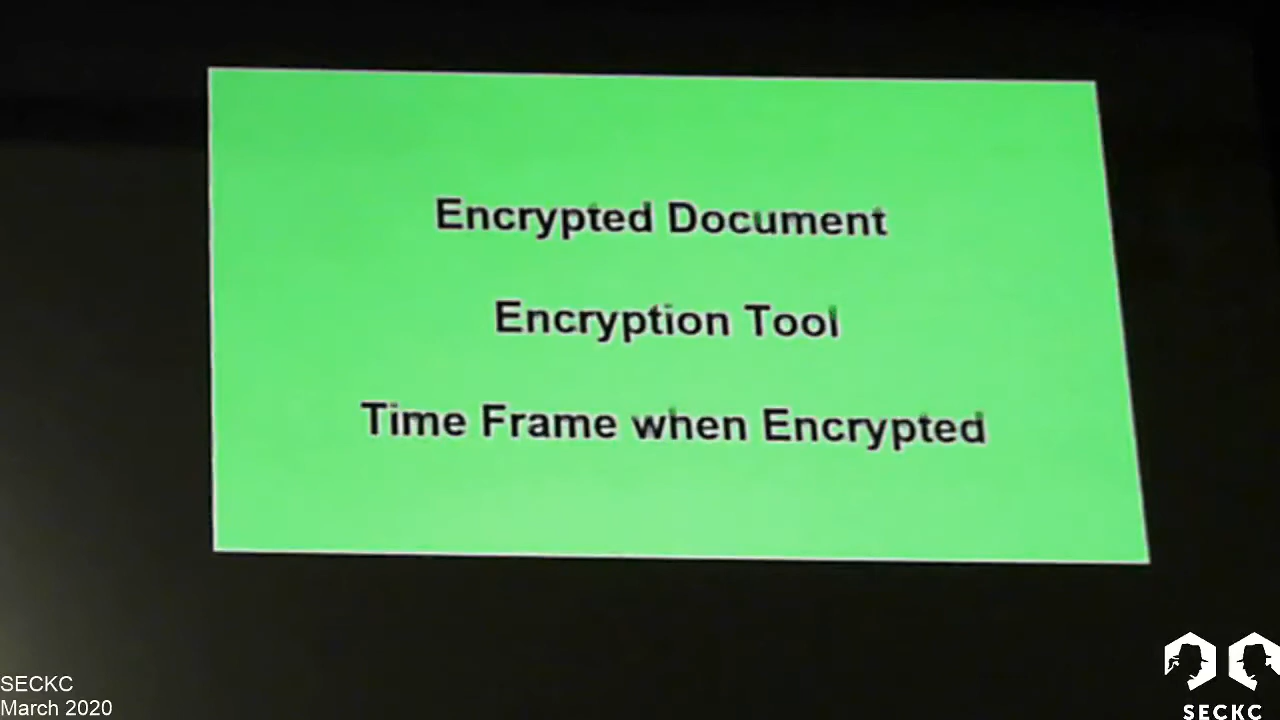 Encrypted Document
Encryption Tool
Time Frame when Encrypted
SECKC
March 2020
SECKC